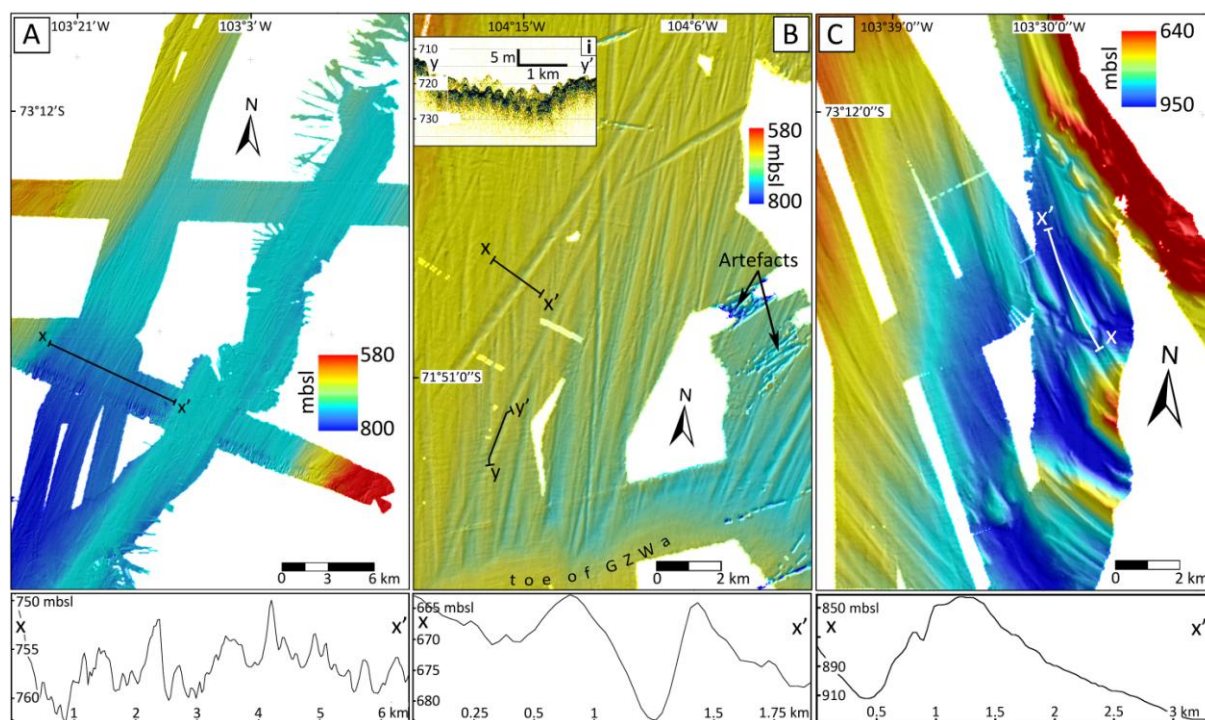 A
103°21'W
103°3'W
73°12'S
N
x
x'
580
mbsl
800
0 3 6 km
B
104°15'W
104°6'W
i
710
720
730
y
y'
5 m
1 km
580
mbsl
800
x
x'
Artefacts
71°51'0''S
y'
y
N
toe of GZWa
0 2 km
C
103°39'W
103°30'W
640
mbsl
950
73°12'0''S
x'
x
N
0 2 km
750 mbsl
x
x'
755
760
1 2 3 4 5 6 km
665 mbsl
x
x'
670
680
0.25 0.5 1 1.5 1.75 km
850 mbsl
x
x'
890
910
0.5 1 1.5 2 2.5 3 km